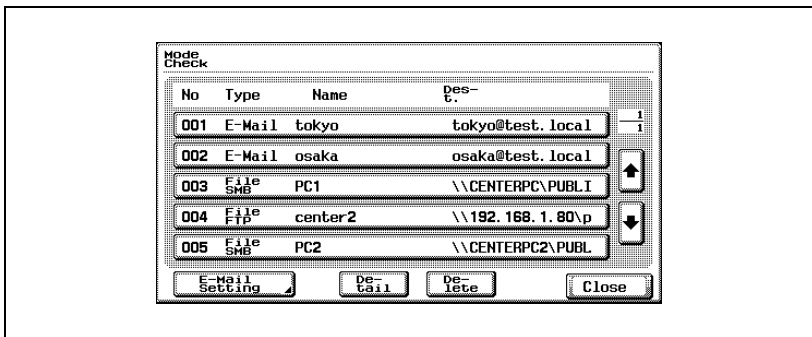 Mode
Check
No Type Name Des-
t.
001 E-Mail tokyo tokyo@test.local
1
1
002 E-Mail osaka osaka@test.local
003 File
SMB PC1 \\CENTERPC\PUBLI
004 File
FTP center2 \\192.168.1.80\p
005 File
SMB PC2 \\CENTERPC2\PUBL
E-Mail
Setting
De-
tail
De-
lete
Close